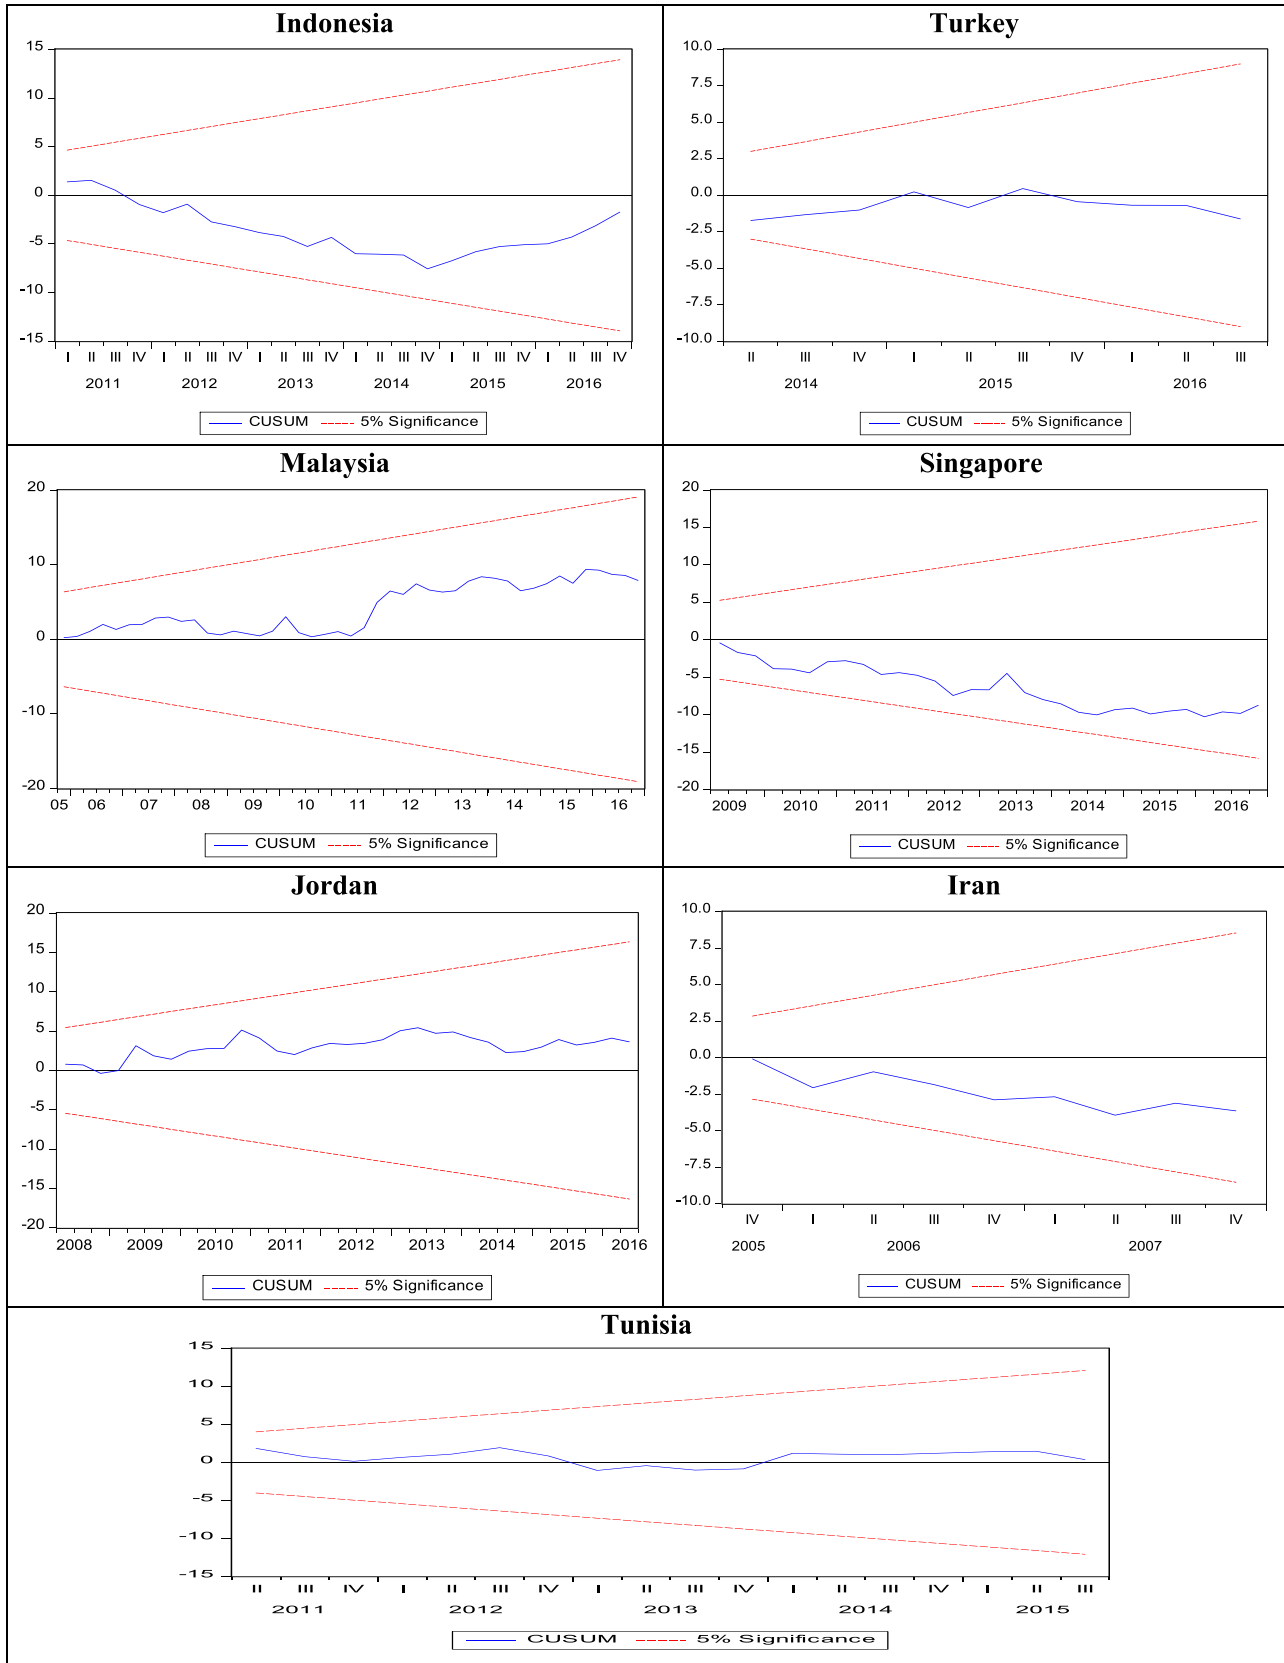 Indonesia
15
10
5
0
-5
-10
-15
I II III IV I II III IV I II III IV I II III IV I II III IV I II III IV
2011 2012 2013 2014 2015 2016
CUSUM 5% Significance
Turkey
10.0
7.5
5.0
2.5
0.0
-2.5
-5.0
-7.5
-10.0
II III IV I II III IV I II III
2014 2015 2016
CUSUM 5% Significance
Malaysia
20
10
0
-10
-20
05 06 07 08 09 10 11 12 13 14 15 16
CUSUM 5% Significance
Singapore
20
15
10
5
0
-5
-10
-15
-20
2009 2010 2011 2012 2013 2014 2015 2016
CUSUM 5% Significance
Jordan
20
15
10
5
0
-5
-10
-15
-20
2008 2009 2010 2011 2012 2013 2014 2015 2016
CUSUM 5% Significance
Iran
10.0
7.5
5.0
2.5
0.0
-2.5
-5.0
-7.5
-10.0
IV I II III IV I II III IV
2005 2006 2007
CUSUM 5% Significance
Tunisia
15
10
5
0
-5
-10
-15
II III IV I II III IV I II III IV I II III IV I II III
2011 2012 2013 2014 2015
CUSUM 5% Significance